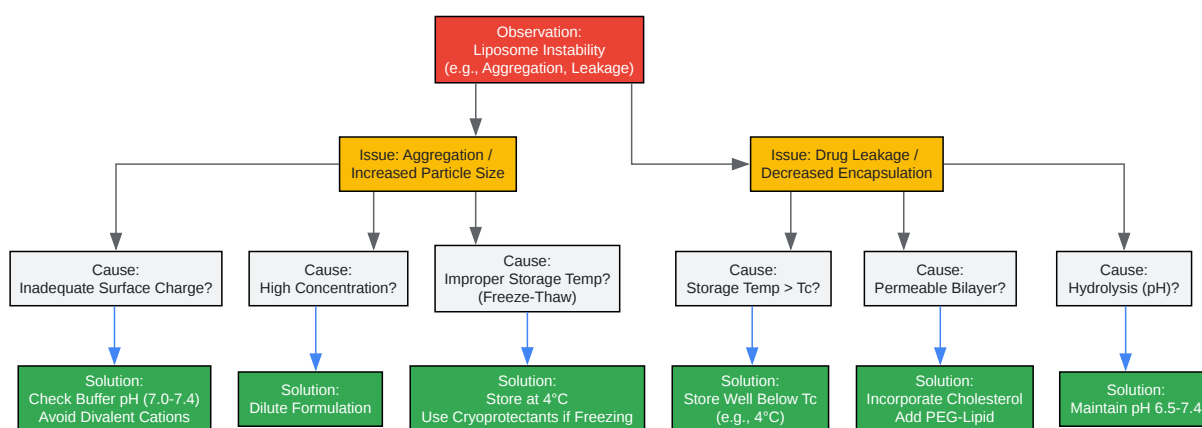 Observation:
Liposome Instability
(e.g., Aggregation, Leakage)
Issue: Aggregation /
Increased Particle Size
Issue: Drug Leakage /
Decreased Encapsulation
Cause:
Inadequate Surface Charge?
Cause:
High Concentration?
Cause:
Improper Storage Temp?
(Freeze-Thaw)
Cause:
Storage Temp > Tc?
Cause:
Permeable Bilayer?
Cause:
Hydrolysis (pH)?
Solution:
Check Buffer pH (7.0-7.4)
Avoid Divalent Cations
Solution:
Dilute Formulation
Solution:
Store at 4°C
Use Cryoprotectants if Freezing
Solution:
Store Well Below Tc
(e.g., 4°C)
Solution:
Incorporate Cholesterol
Add PEG-Lipid
Solution:
Maintain pH 6.5-7.4